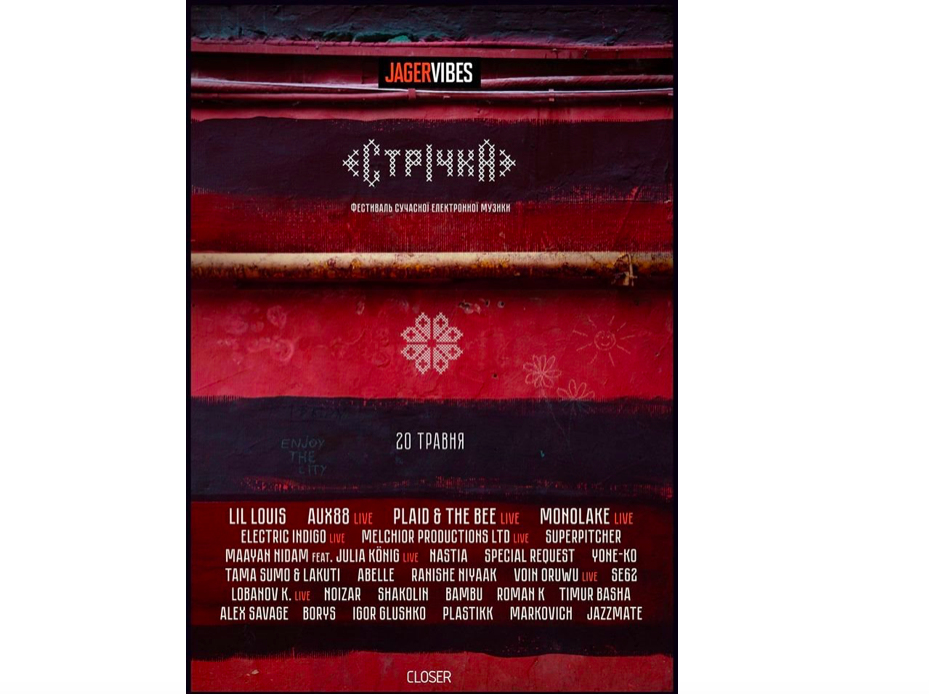 JAGERVIBES
СТРІЧКА
ФЕСТИВАЛЬ СУЧАСНОЇ ЕЛЕКТРОННОЇ МУЗИКИ
ENJOY
THE
CITY
20 ТРАВНЯ
LIL LOUIS AUX88 LIVE PLAID & THE BEE LIVE MONOLAKE LIVE
ELECTRIC INDIGO LIVE MELCHIOR PRODUCTIONS LTD LIVE SUPERPITCHER
MAAYAN NIDAM FEAT. JULIA KÖNIG LIVE NASTIA SPECIAL REQUEST YONE-KO
TAMA SUMO & LAKUTI ABELLE RANISHE NIYAAK VOIN ORUWU LIVE SE62
LOBANOV K. LIVE NOIZAR SHAKOLIN BAMBU ROMAN K TIMUR BASHA
ALEX SAVAGE BORYS IGOR GLUSHKO PLASTIKK MARKOVICH JAZZMATE
CLOSER